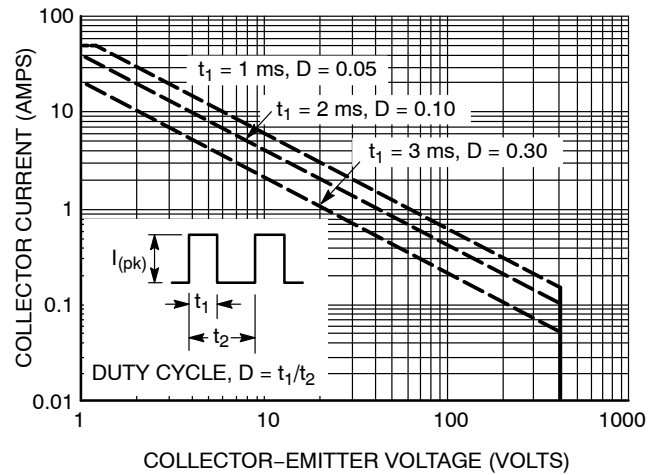 COLLECTOR CURRENT (AMPS)
100
10
1
0.1
0.01
t1 = 1 ms, D = 0.05
t1 = 2 ms, D = 0.10
t1 = 3 ms, D = 0.30
I(pk)
t1
t2
DUTY CYCLE, D = t1/t2
1 10 100 1000
COLLECTOR−EMITTER VOLTAGE (VOLTS)